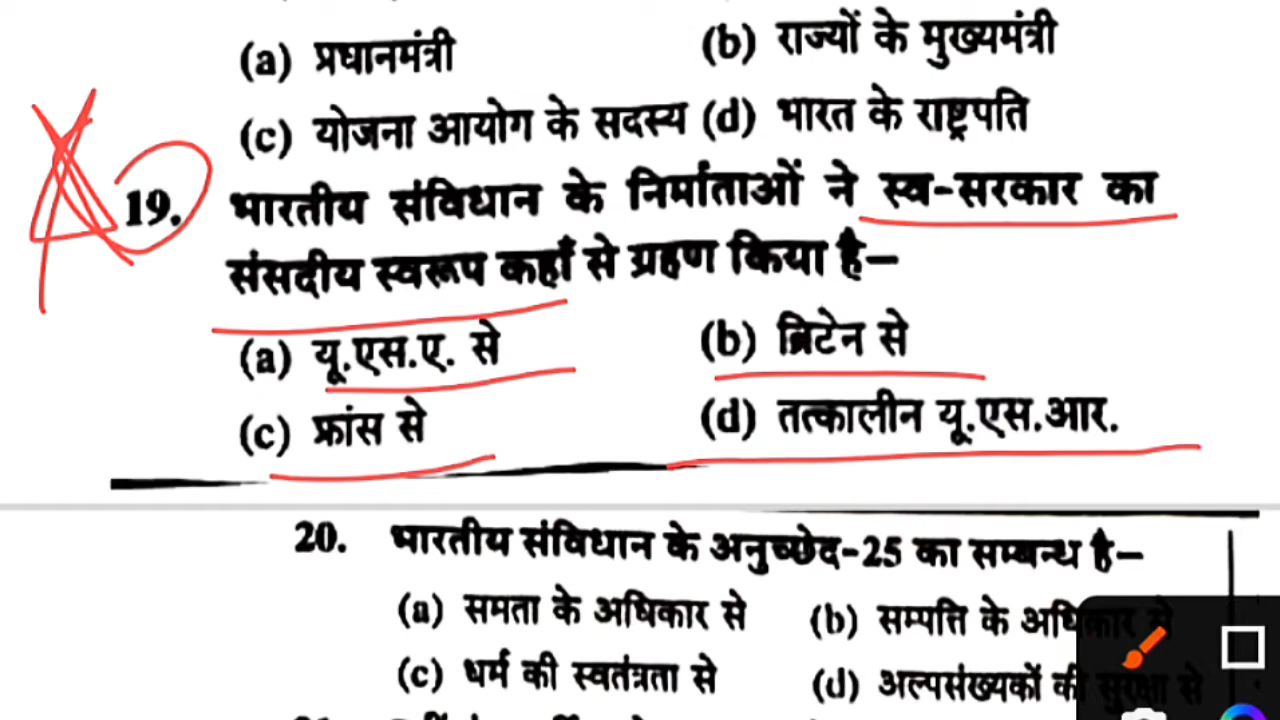 (a) प्रधानमंत्री (b) राज्यों के मुख्यमंत्री
(c) योजना आयोग के सदस्य (d) भारत के राष्ट्रपति
19. भारतीय संविधान के निर्माताओं ने स्व-सरकार का
संसदीय स्वरूप कहाँ से ग्रहण किया है–
(a) यू.एस.ए. से (b) ब्रिटेन से
(c) फ्रांस से (d) तत्कालीन यू.एस.आर.
20. भारतीय संविधान के अनुच्छेद-25 का सम्बन्ध है–
(a) समता के अधिकार से (b) सम्पत्ति के अधिकार से
(c) धर्म की स्वतंत्रता से (d) अल्पसंख्यकों की सुरक्षा से